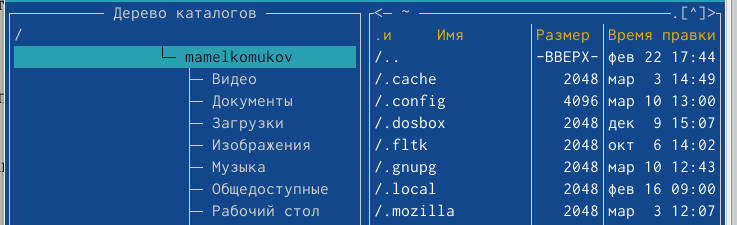 Дерево каталогов
/
mamelkomukov
Видео
Документы
Загрузки
Изображения
Музыка
Общедоступные
Рабочий стол
<— ~ .[^]>
.и Имя Размер Время правки
/.. -ВВЕРХ- фев 22 17:44
/.cache 2048 мар 3 14:49
/.config 4096 мар 10 13:00
/.dosbox 2048 дек 9 15:07
/.fltk 2048 окт 6 14:02
/.gnupg 2048 мар 10 12:43
/.local 2048 фев 16 09:00
/.mozilla 2048 мар 3 12:07